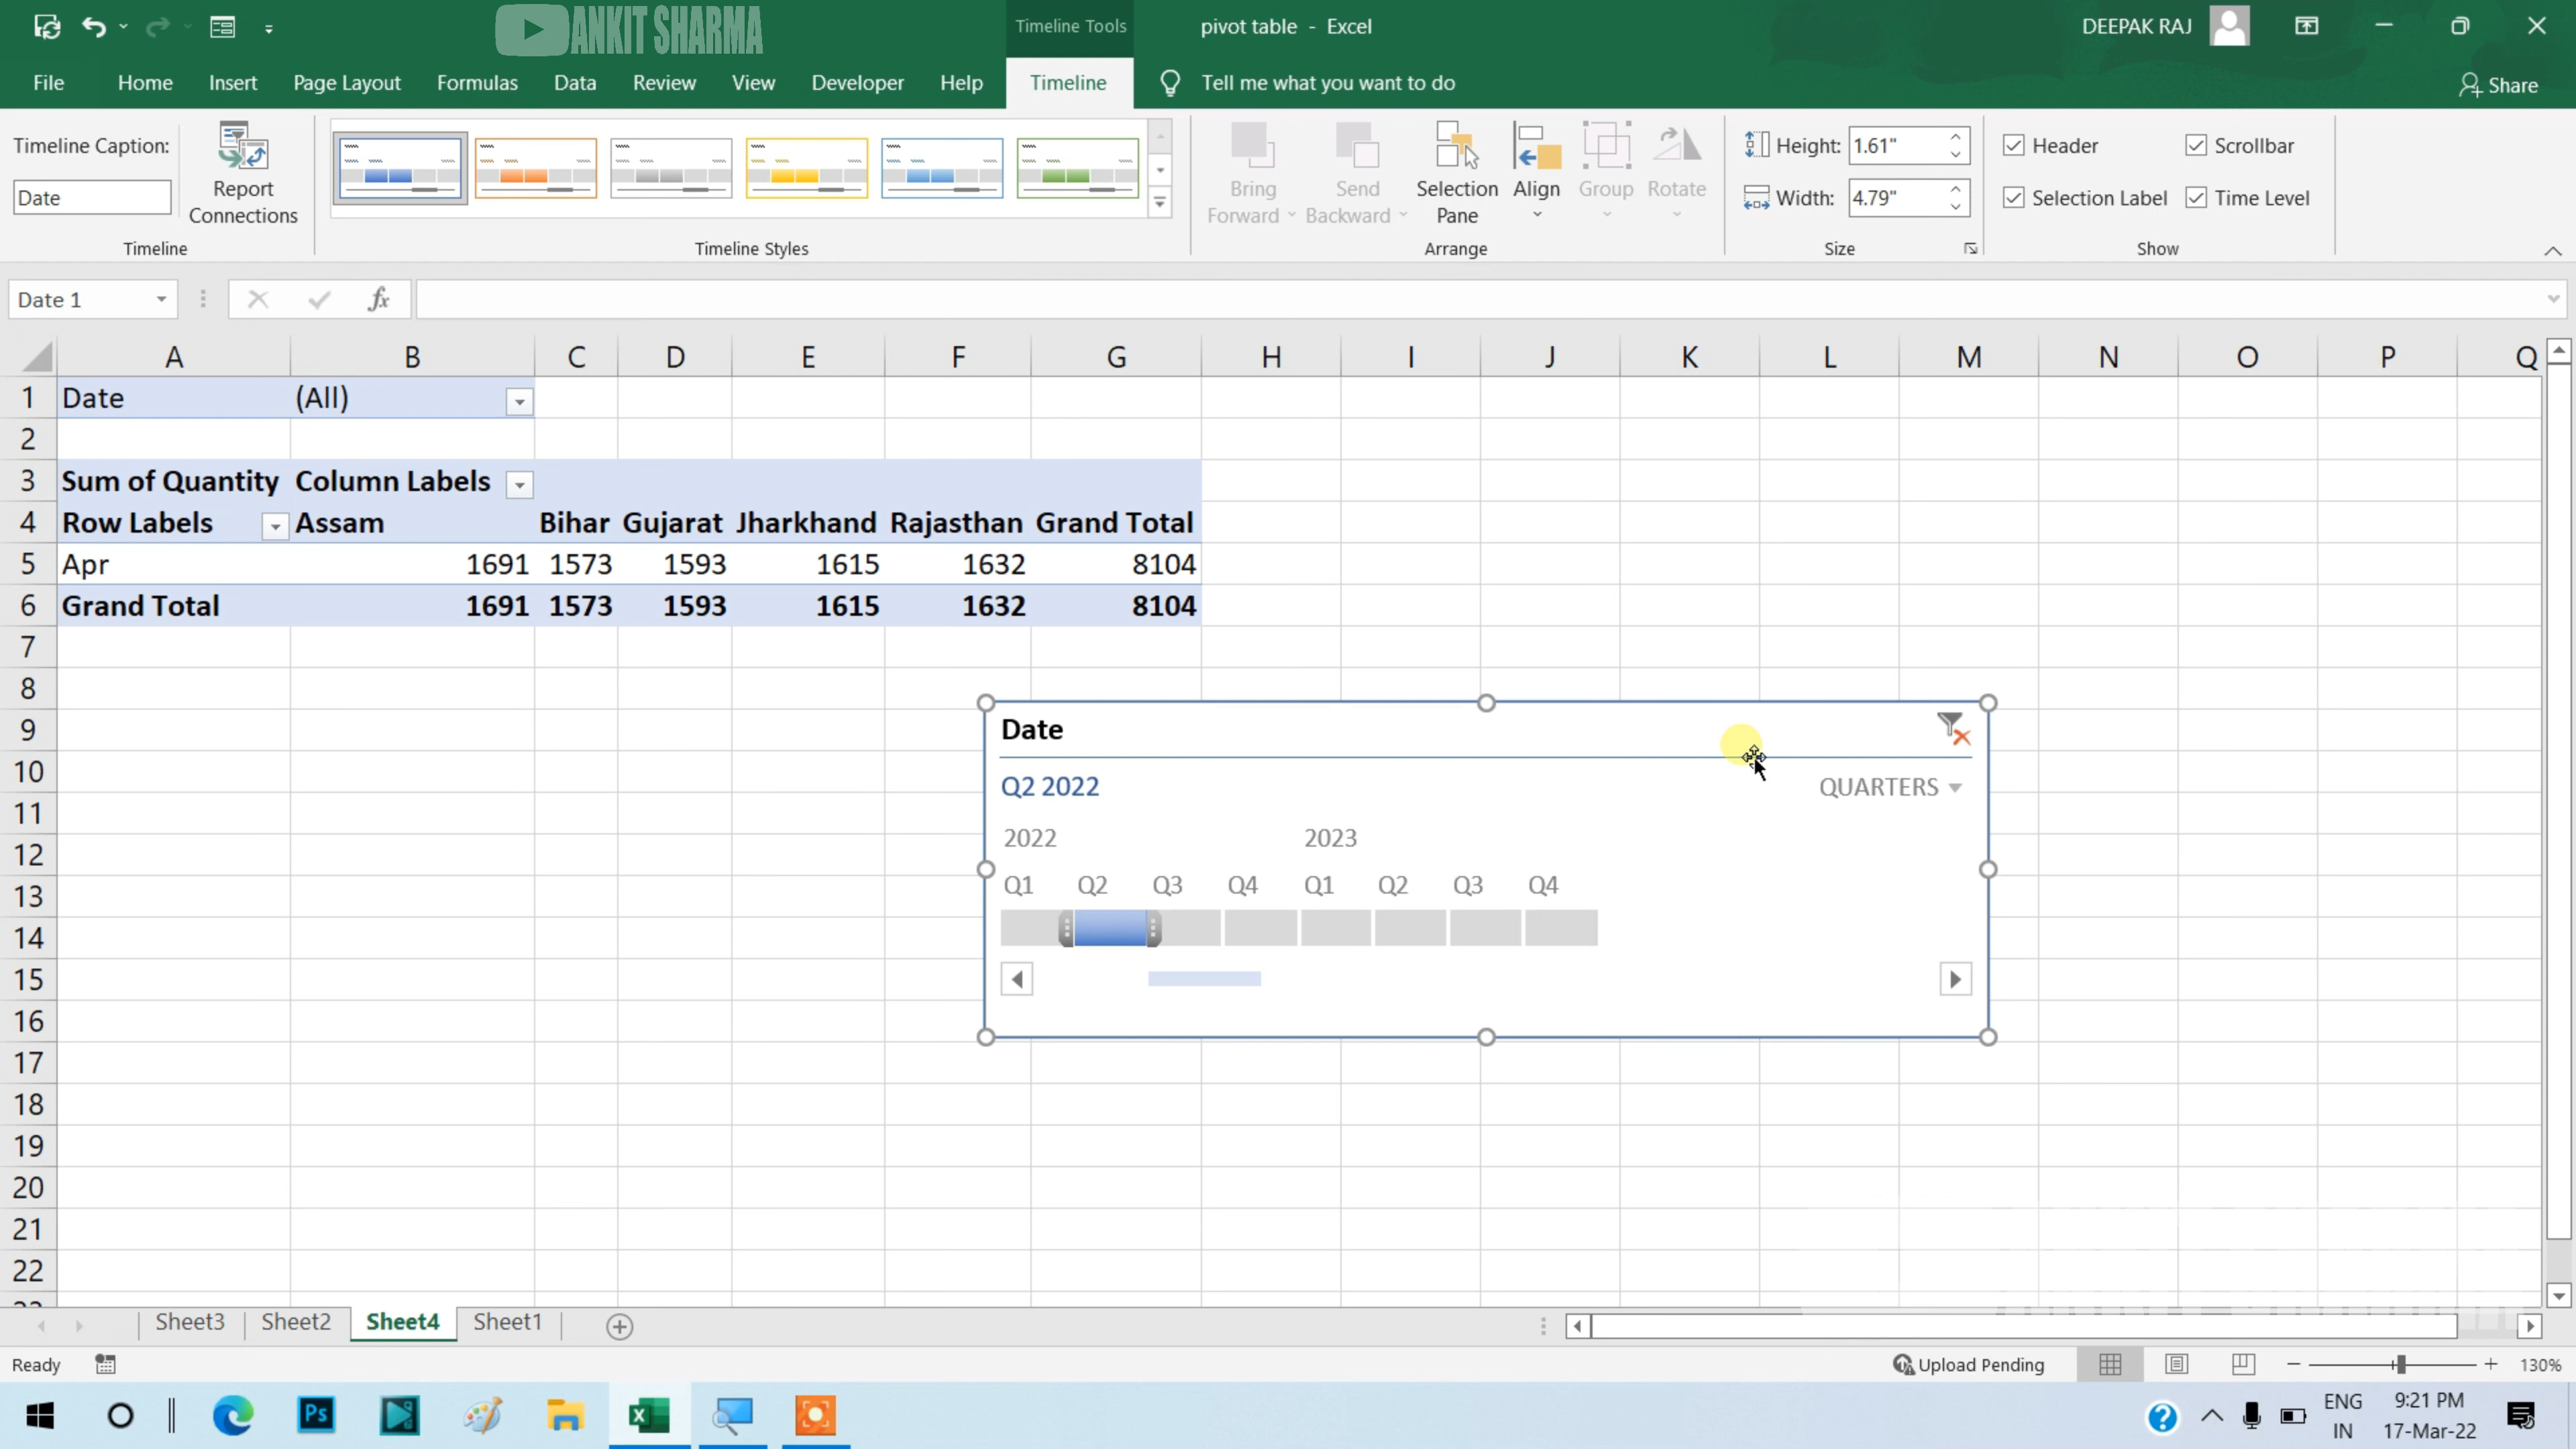 ANKIT SHARMA
Timeline Tools
pivot table - Excel
DEEPAK RAJ
File Home Insert Page Layout Formulas Data Review View Developer Help Timeline Tell me what you want to do Share
Timeline Caption:
Date
Report Connections
Timeline
Timeline Styles
Bring Forward
Send Backward
Selection Pane
Align
Group
Rotate
Arrange
Height: 1.61"
Width: 4.79"
Size
Header
Scrollbar
Selection Label
Time Level
Show
Date 1
fx
A B C D E F G H I J K L M N O P Q
1 Date (All)
2
3 Sum of Quantity Column Labels
4 Row Labels Assam Bihar Gujarat Jharkhand Rajasthan Grand Total
5 Apr 1691 1573 1593 1615 1632 8104
6 Grand Total 1691 1573 1593 1615 1632 8104
7
8
9
10
11
12
13
14
15
16
17
18
19
20
21
22
Date
Q2 2022 QUARTERS
2022 2023
Q1 Q2 Q3 Q4 Q1 Q2 Q3 Q4
Sheet3 Sheet2 Sheet4 Sheet1
Ready
Upload Pending
130%
Ps
ENG
IN
9:21 PM
17-Mar-22